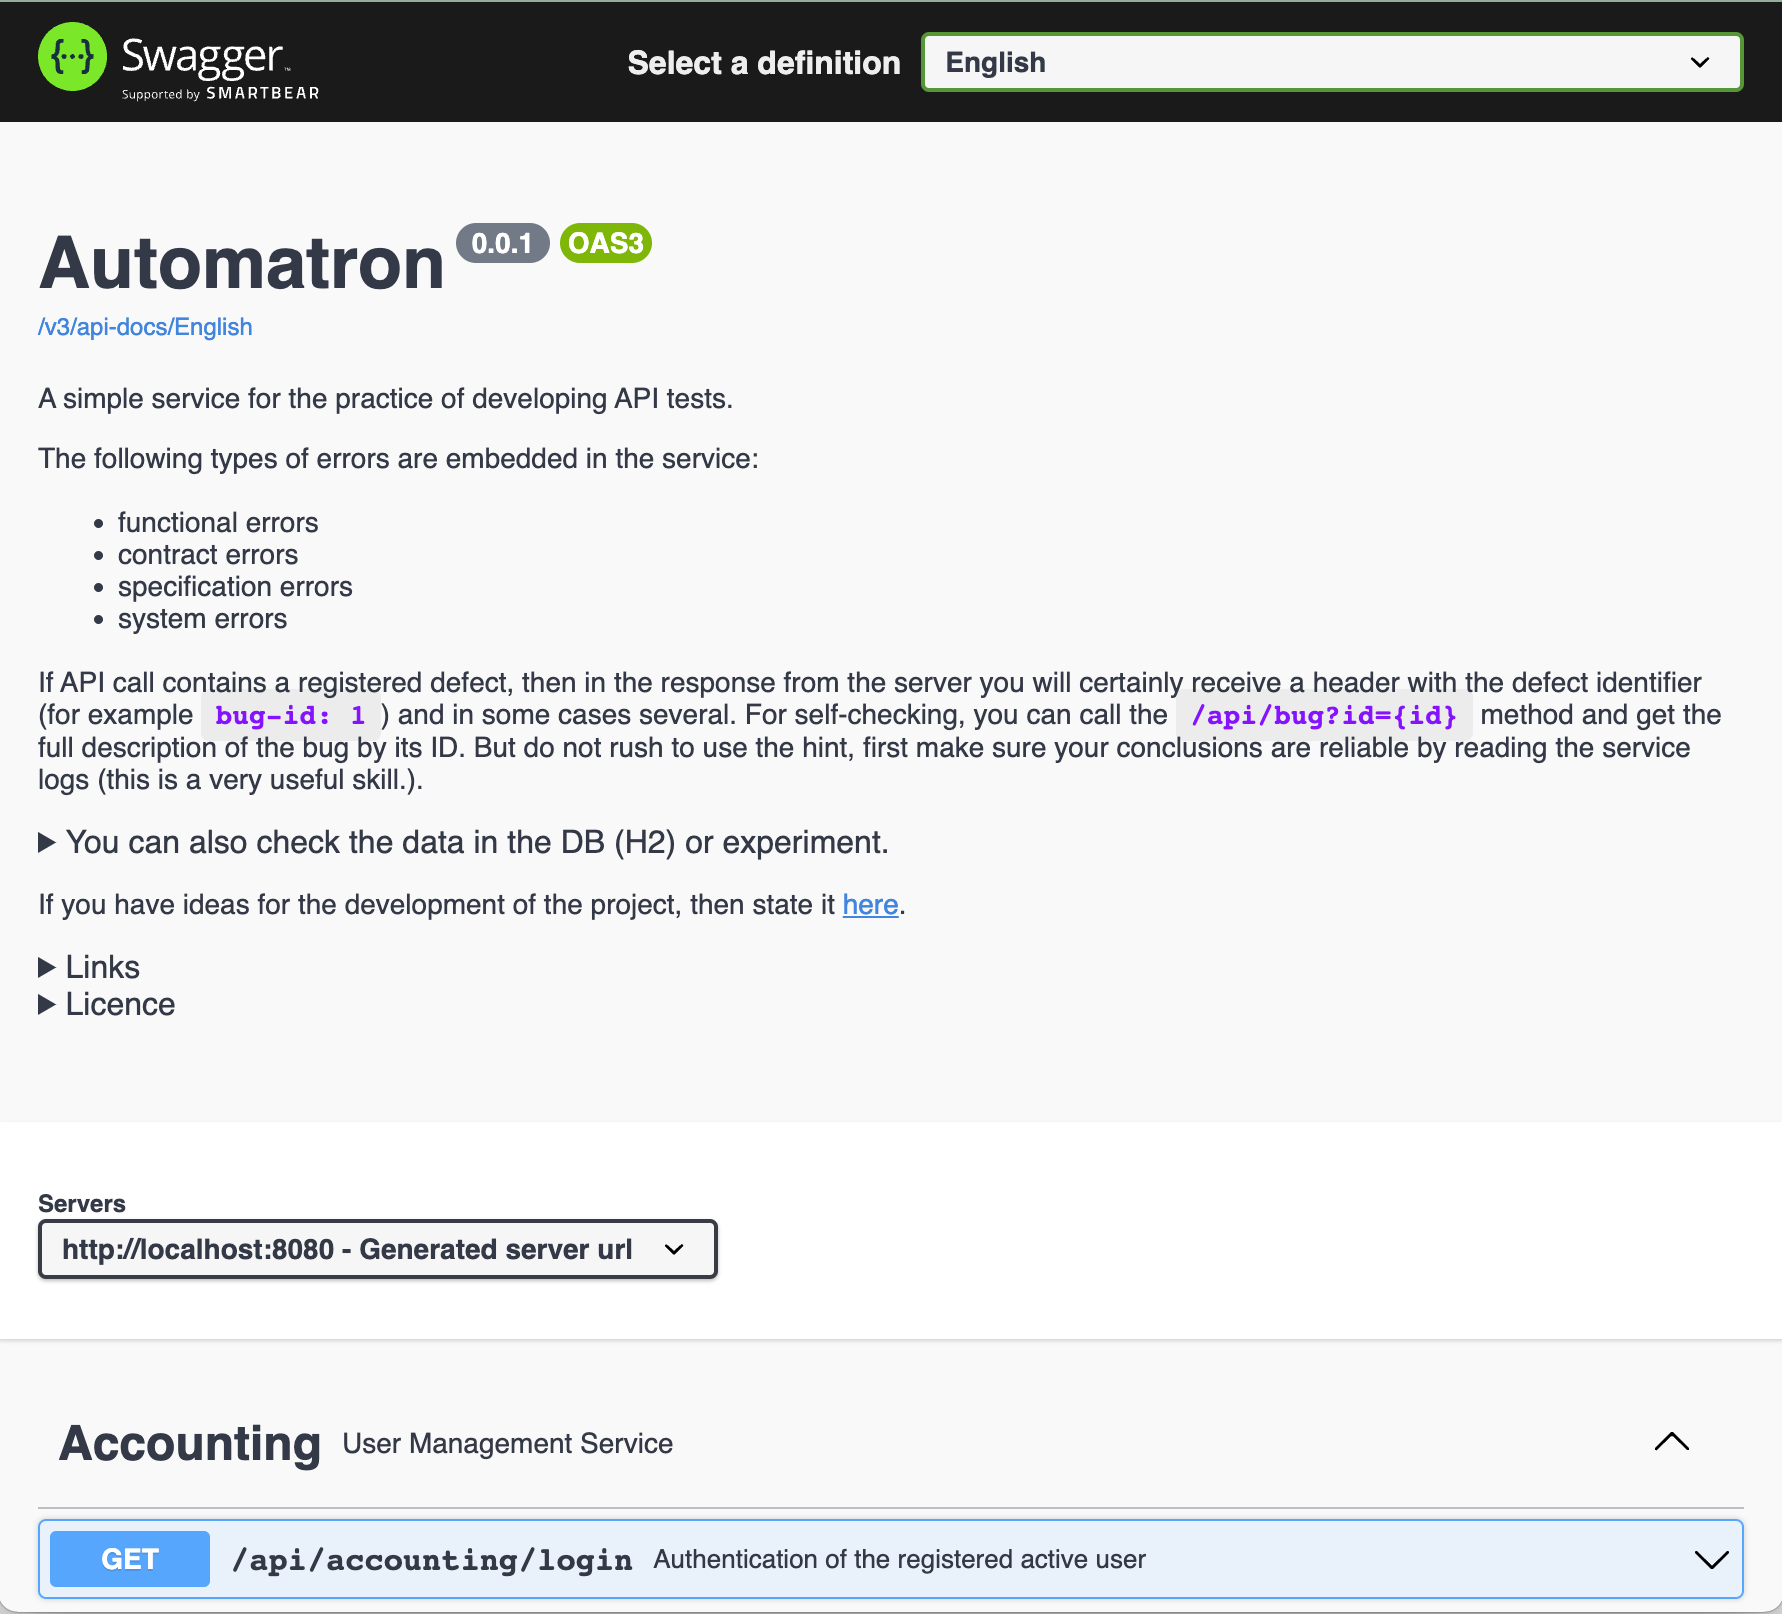 Swagger™
Supported by SMARTBEAR
Select a definition
English
Automatron 0.0.1 OAS3
/v3/api-docs/English
A simple service for the practice of developing API tests.
The following types of errors are embedded in the service:
functional errors
contract errors
specification errors
system errors
If API call contains a registered defect, then in the response from the server you will certainly receive a header with the defect identifier
(for example bug-id: 1 ) and in some cases several. For self-checking, you can call the /api/bug?id={id} method and get the
full description of the bug by its ID. But do not rush to use the hint, first make sure your conclusions are reliable by reading the service
logs (this is a very useful skill.).
You can also check the data in the DB (H2) or experiment.
If you have ideas for the development of the project, then state it here.
Links
Licence
Servers
http://localhost:8080 - Generated server url
Accounting User Management Service
GET /api/accounting/login Authentication of the registered active user